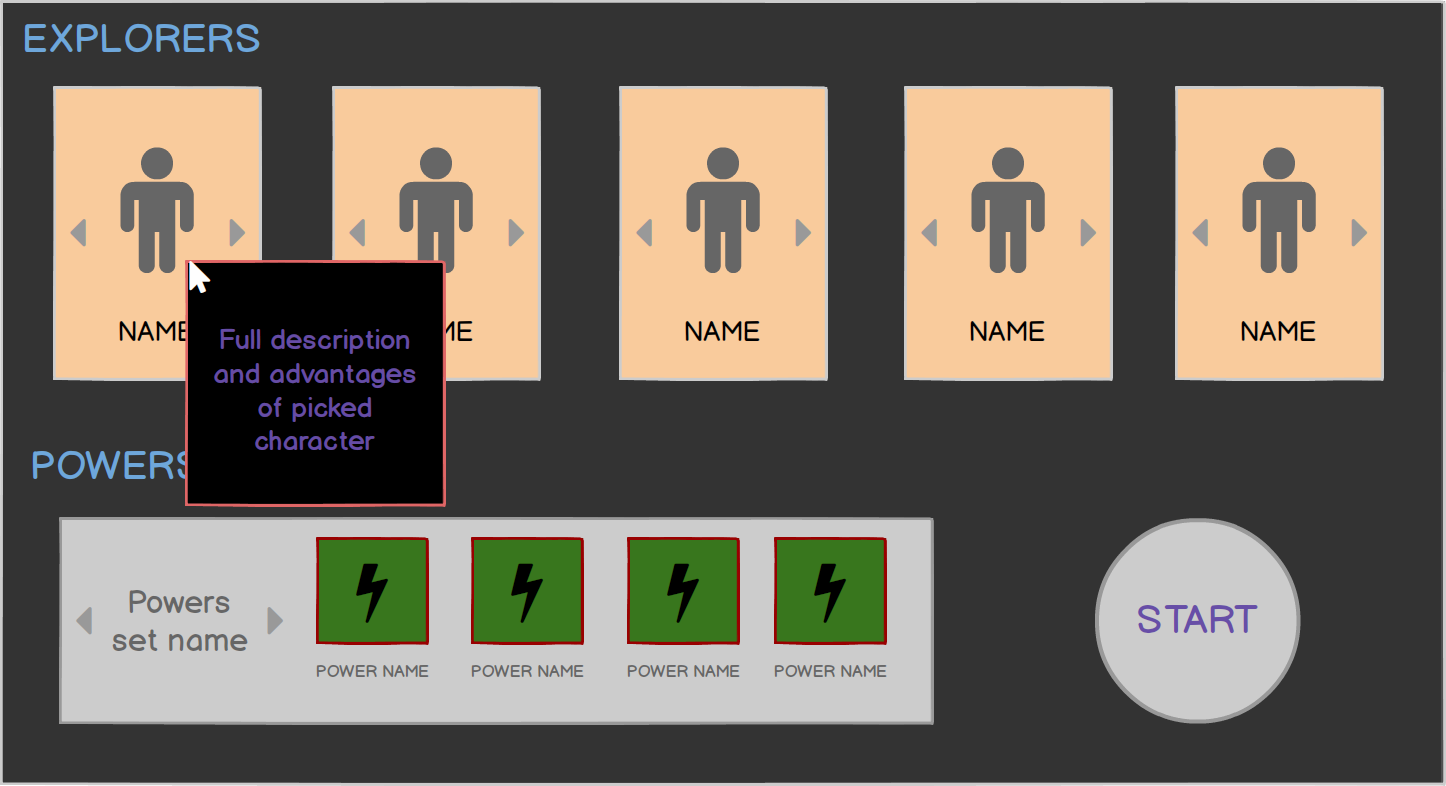 EXPLORERS
NAME
ME
NAME
NAME
NAME
Full description
and advantages
of picked
character
POWERS
Powers
set name
POWER NAME
POWER NAME
POWER NAME
POWER NAME
START